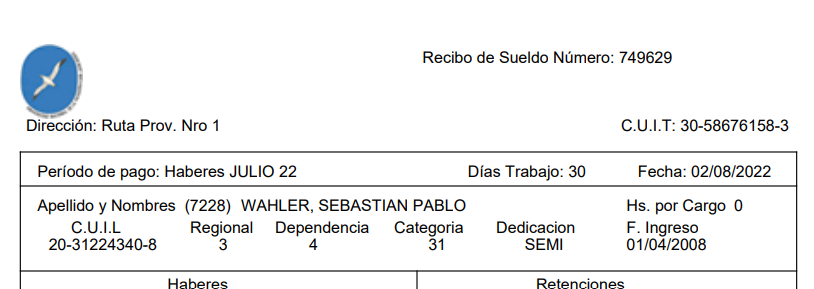 Recibo de Sueldo Número: 749629
Dirección: Ruta Prov. Nro 1 C.U.I.T: 30-58676158-3
Período de pago: Haberes JULIO 22 Días Trabajo: 30 Fecha: 02/08/2022
Apellido y Nombres (7228) WAHLER, SEBASTIAN PABLO Hs. por Cargo 0
C.U.I.L Regional Dependencia Categoria Dedicacion F. Ingreso
20-31224340-8 3 4 31 SEMI 01/04/2008
Haberes Retenciones